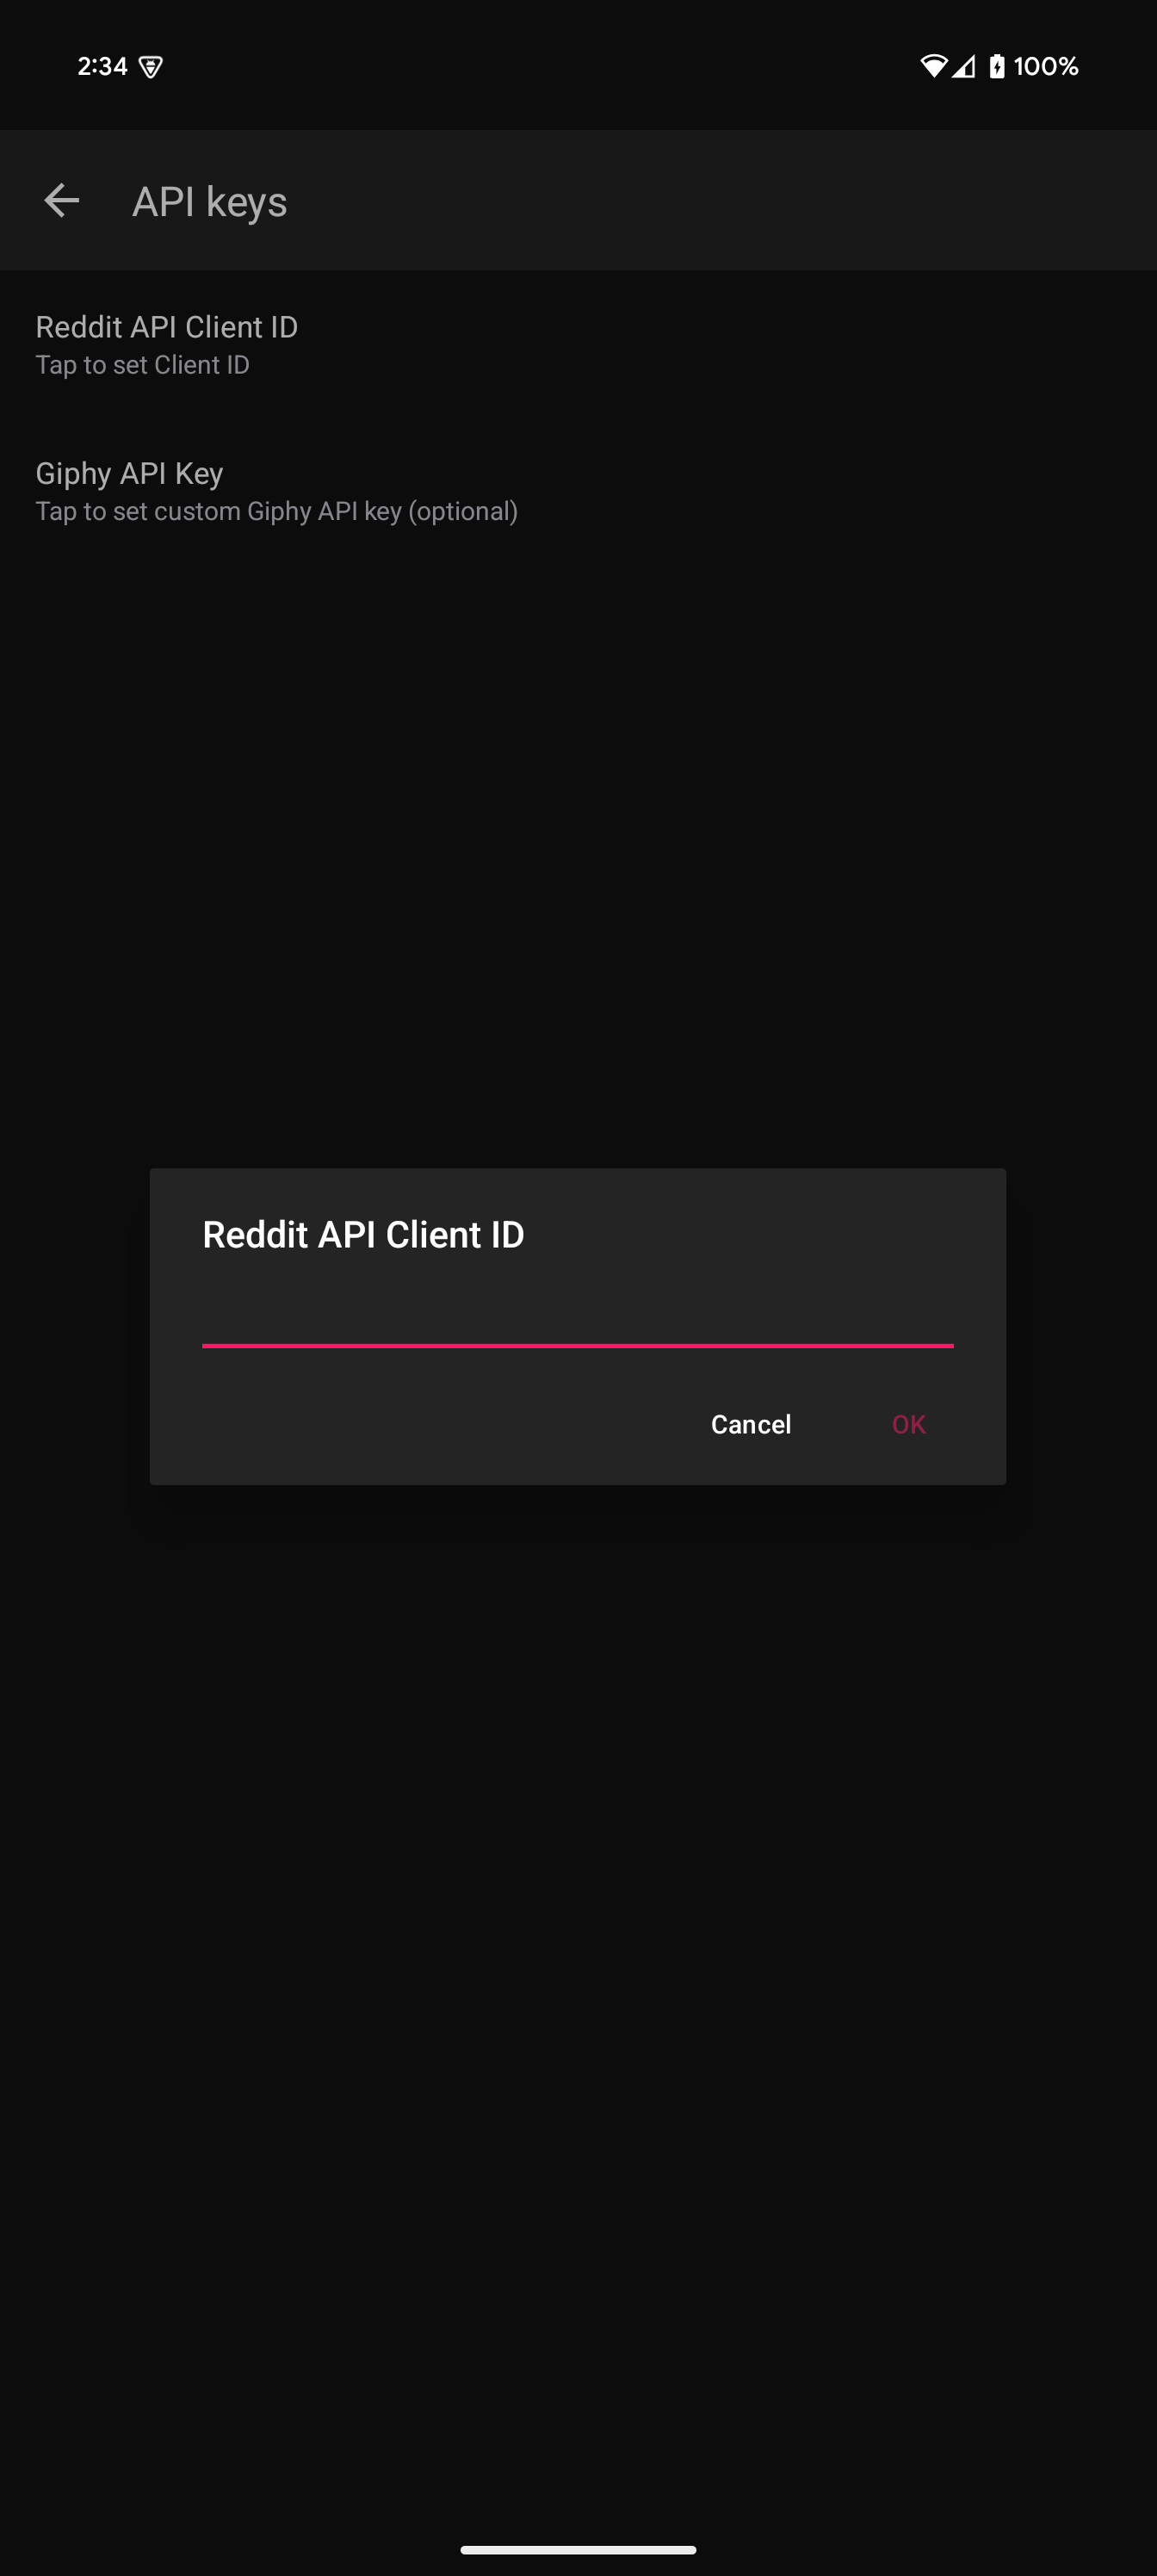 2:34
100%
API keys
Reddit API Client ID
Tap to set Client ID
Giphy API Key
Tap to set custom Giphy API key (optional)
Reddit API Client ID
Cancel
OK